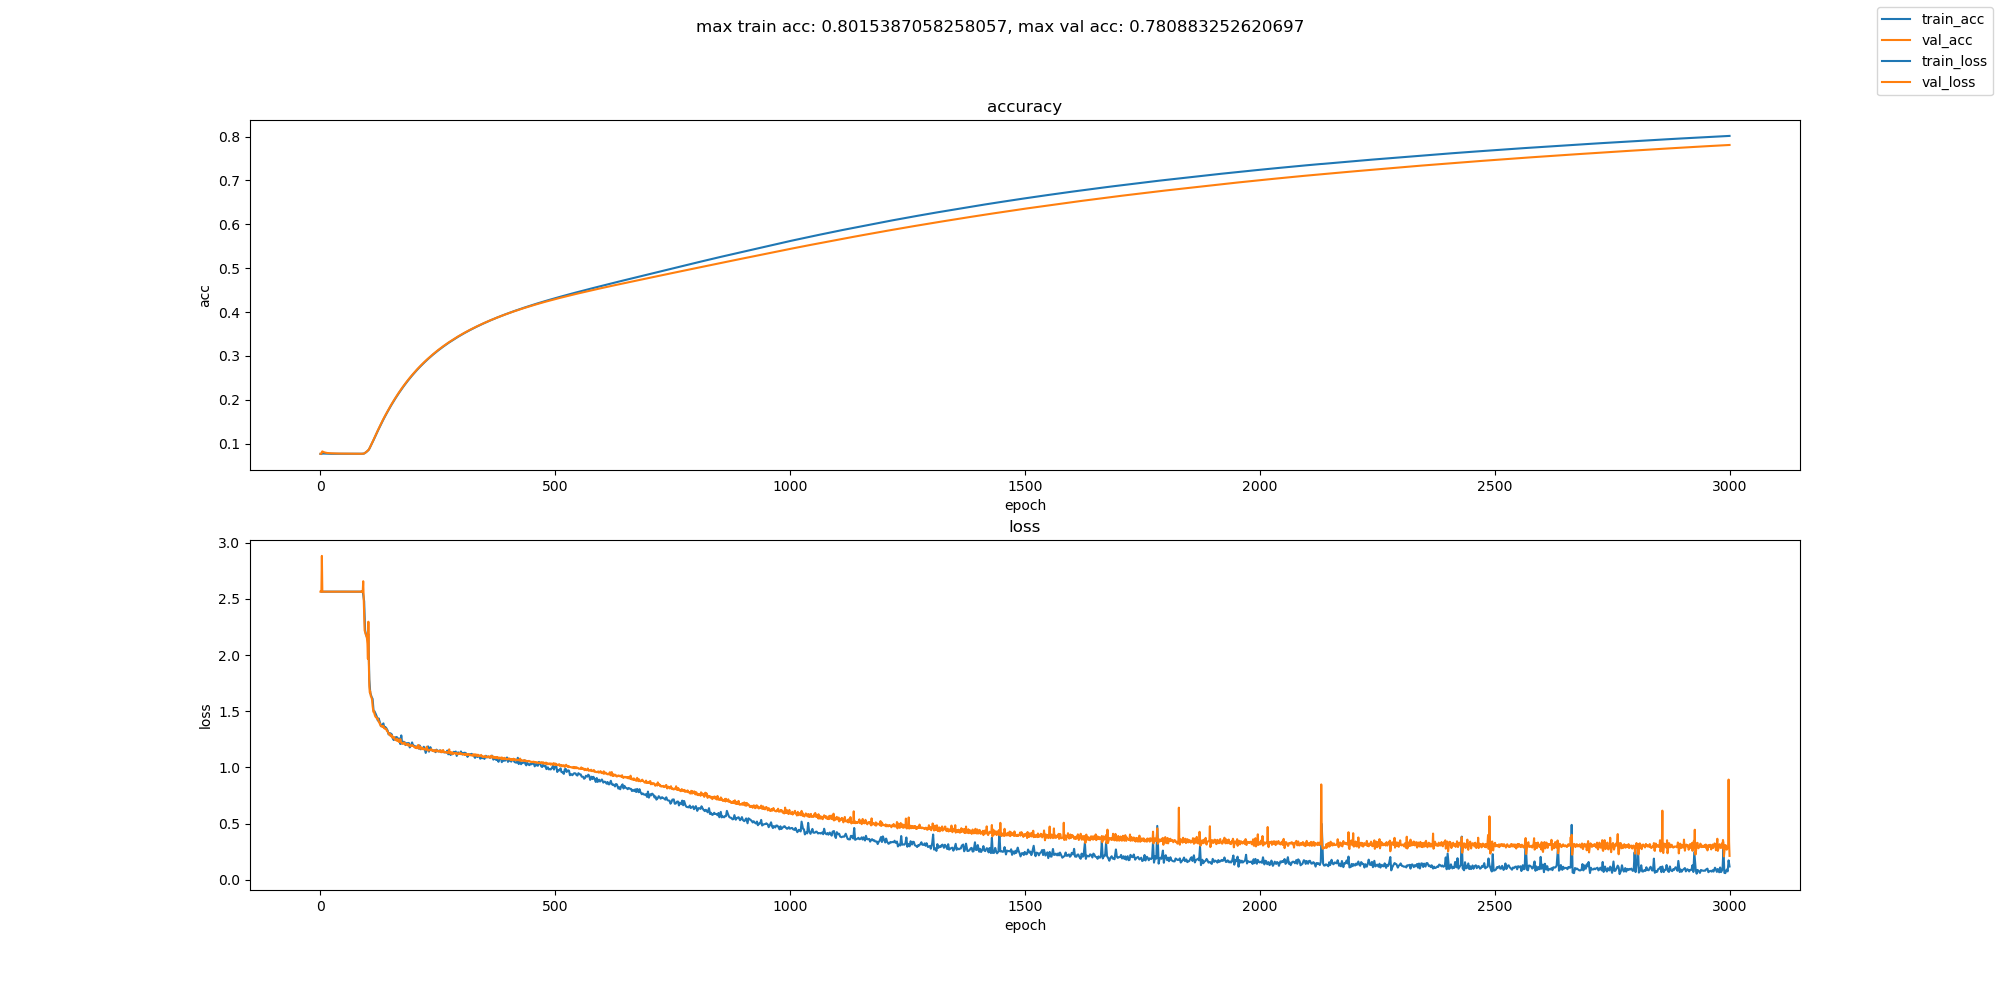 max train acc: 0.8015387058258057, max val acc: 0.780883252620697
train_acc
val_acc
train_loss
val_loss
accuracy
0.8
0.7
0.6
0.5
0.4
0.3
0.2
0.1
acc
0 500 1000 1500 2000 2500 3000
epoch
loss
3.0
2.5
2.0
1.5
1.0
0.5
0.0
loss
0 500 1000 1500 2000 2500 3000
epoch